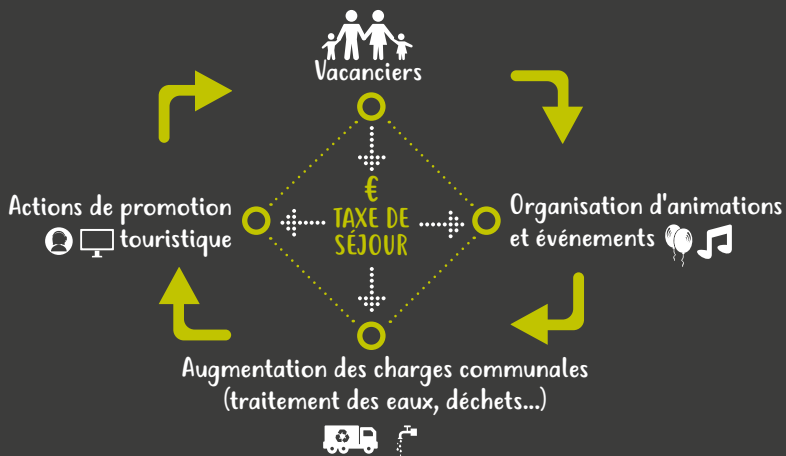 Vacanciers
Actions de promotion
touristique
€
TAXE DE
SÉJOUR
Organisation d'animations
et événements
Augmentation des charges communales
(traitement des eaux, déchets...)